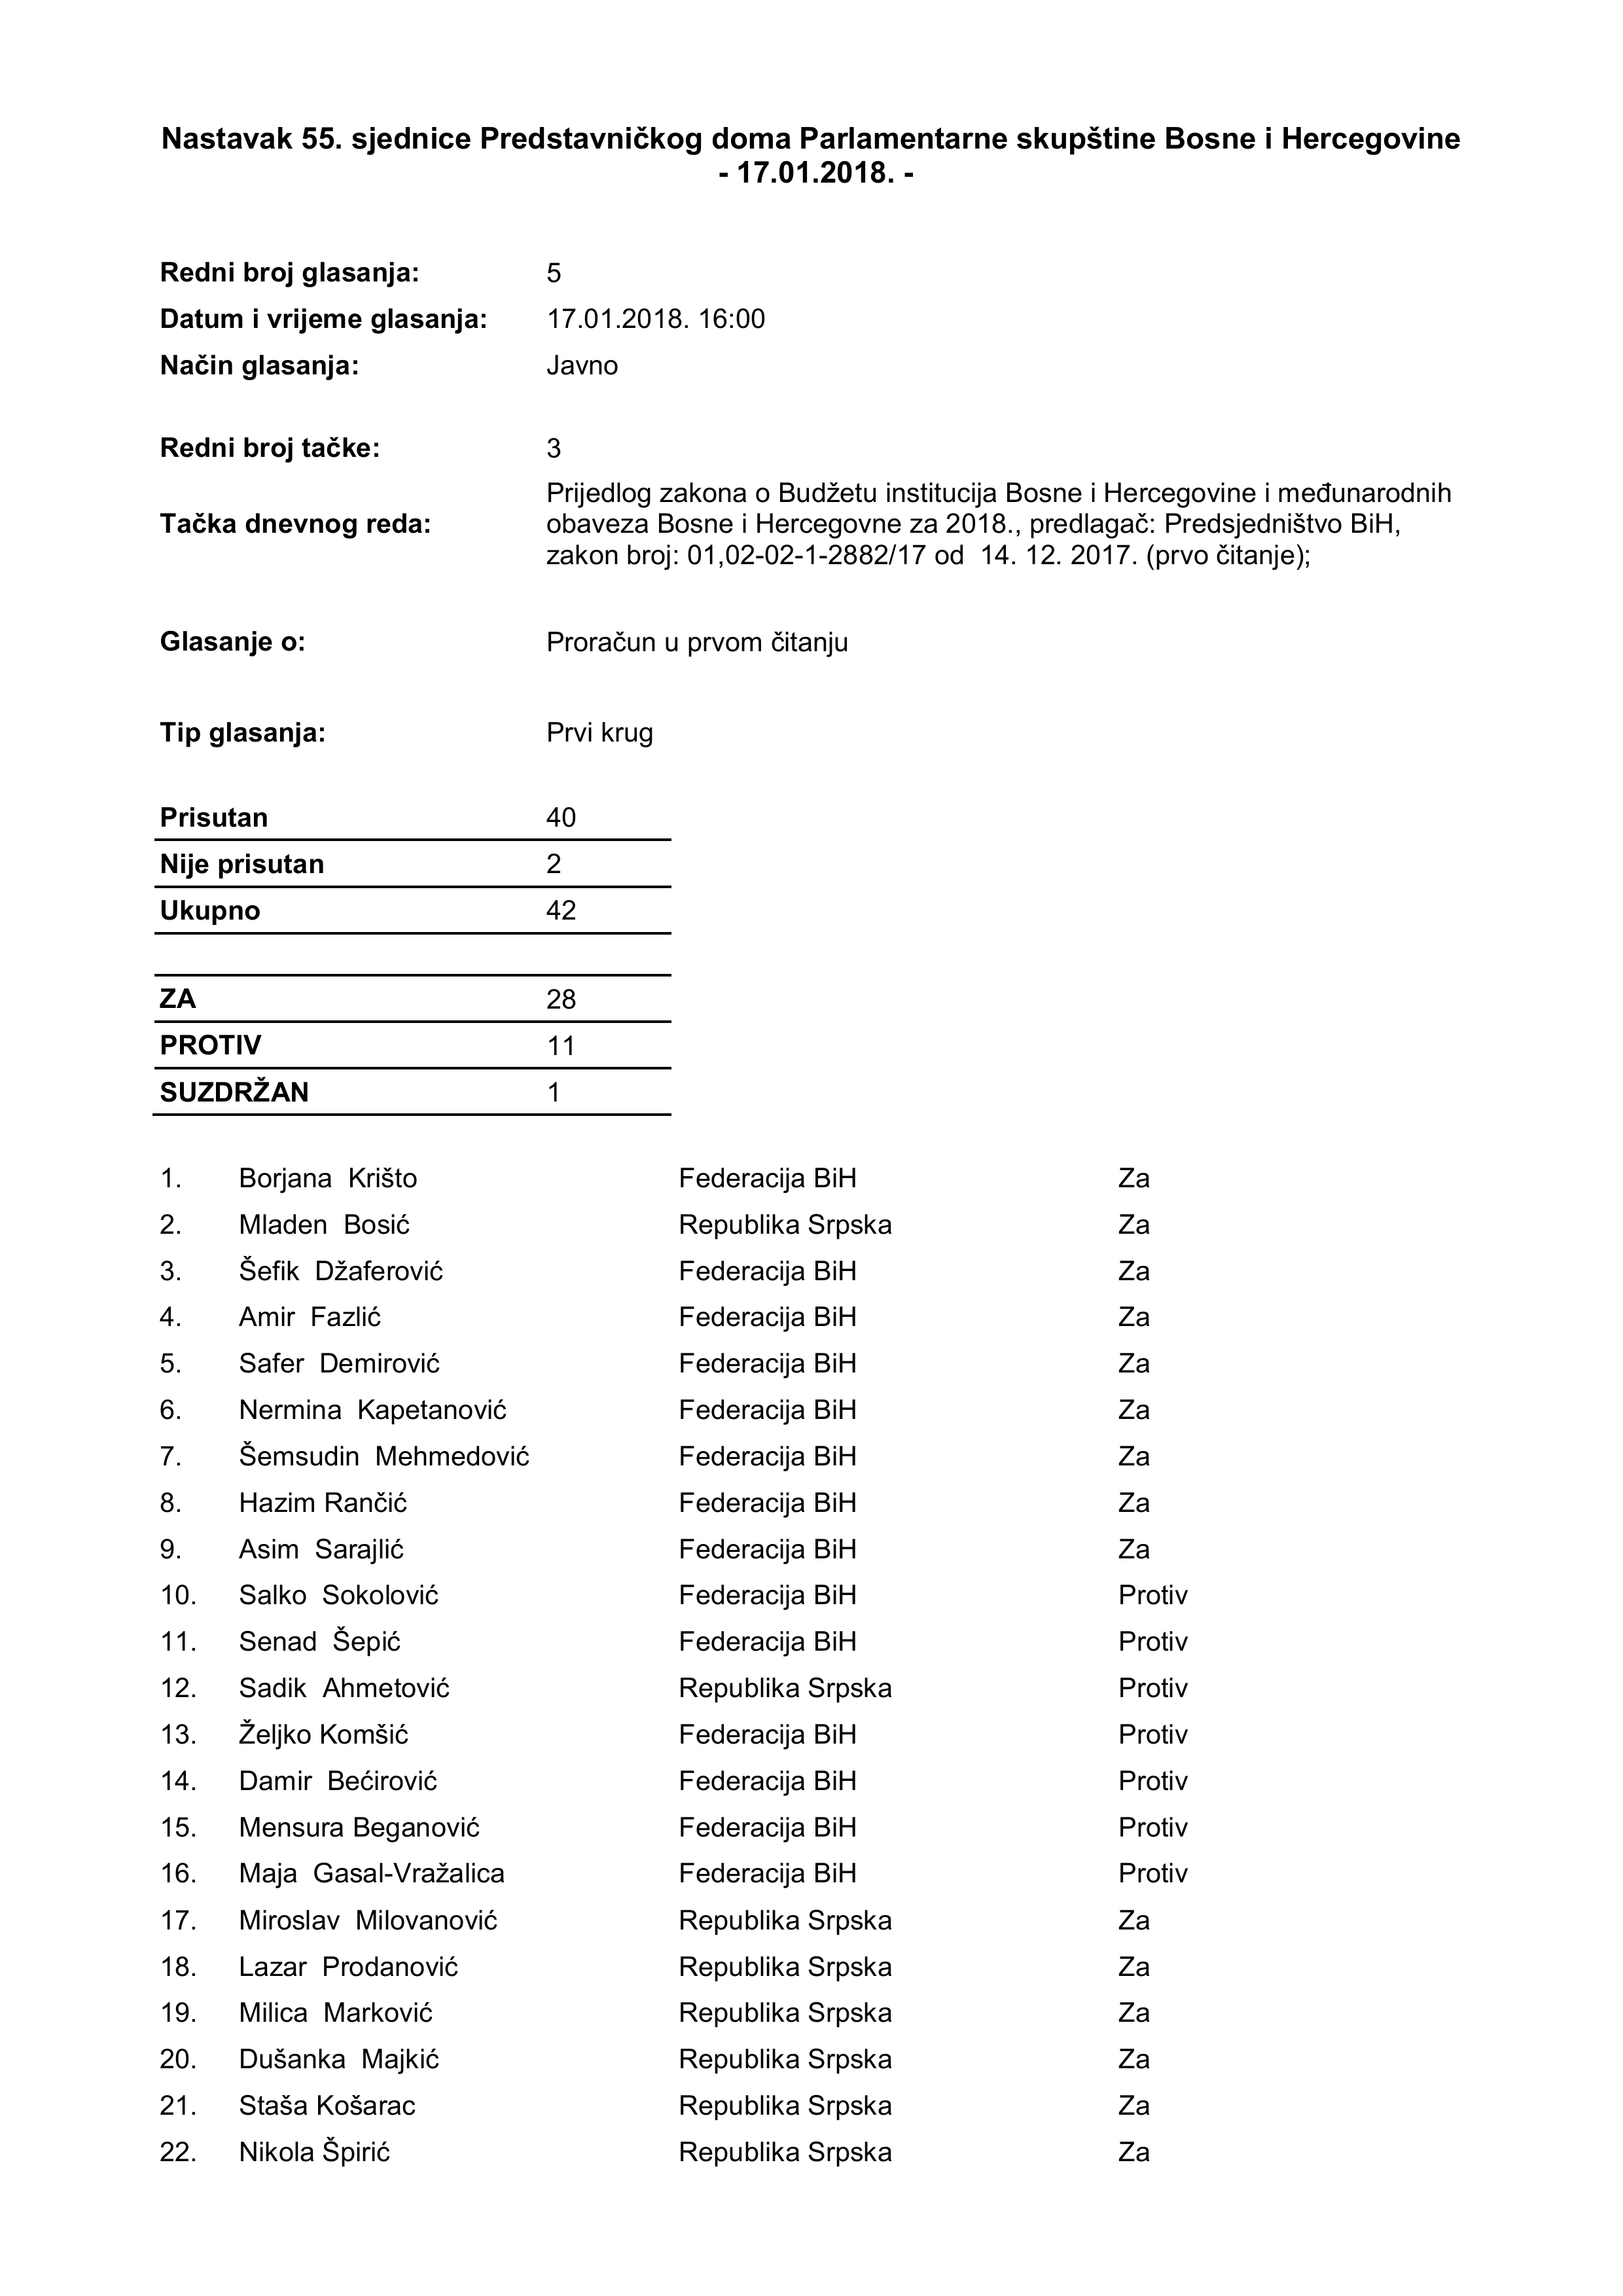 Nastavak 55. sjednice Predstavničkog doma Parlamentarne skupštine Bosne i Hercegovine
- 17.01.2018. -
Redni broj glasanja: 5
Datum i vrijeme glasanja: 17.01.2018. 16:00
Način glasanja: Javno
Redni broj tačke: 3
Tačka dnevnog reda: Prijedlog zakona o Budžetu institucija Bosne i Hercegovine i međunarodnih
obaveza Bosne i Hercegovne za 2018., predlagač: Predsjedništvo BiH,
zakon broj: 01,02-02-1-2882/17 od  14. 12. 2017. (prvo čitanje);
Glasanje o: Proračun u prvom čitanju
Tip glasanja: Prvi krug
Prisutan 40
Nije prisutan 2
Ukupno 42
ZA 28
PROTIV 11
SUZDRŽAN 1
1. Borjana  Krišto Federacija BiH Za
2. Mladen  Bosić Republika Srpska Za
3. Šefik  Džaferović Federacija BiH Za
4. Amir  Fazlić Federacija BiH Za
5. Safer  Demirović Federacija BiH Za
6. Nermina  Kapetanović Federacija BiH Za
7. Šemsudin  Mehmedović Federacija BiH Za
8. Hazim Rančić Federacija BiH Za
9. Asim  Sarajlić Federacija BiH Za
10. Salko  Sokolović Federacija BiH Protiv
11. Senad  Šepić Federacija BiH Protiv
12. Sadik  Ahmetović Republika Srpska Protiv
13. Željko Komšić Federacija BiH Protiv
14. Damir  Bećirović Federacija BiH Protiv
15. Mensura Beganović Federacija BiH Protiv
16. Maja  Gasal-Vražalica Federacija BiH Protiv
17. Miroslav  Milovanović Republika Srpska Za
18. Lazar  Prodanović Republika Srpska Za
19. Milica  Marković Republika Srpska Za
20. Dušanka  Majkić Republika Srpska Za
21. Staša Košarac Republika Srpska Za
22. Nikola Špirić Republika Srpska Za